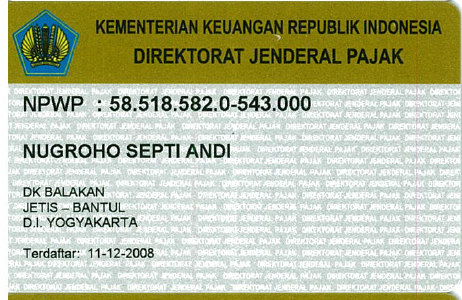 KEMENTERIAN KEUANGAN REPUBLIK INDONESIA
DIREKTORAT JENDERAL PAJAK
NPWP : 58.518.582.0-543.000
NUGROHO SEPTI ANDI
DK BALAKAN
JETIS – BANTUL
D.I. YOGYAKARTA
Terdaftar: 11-12-2008